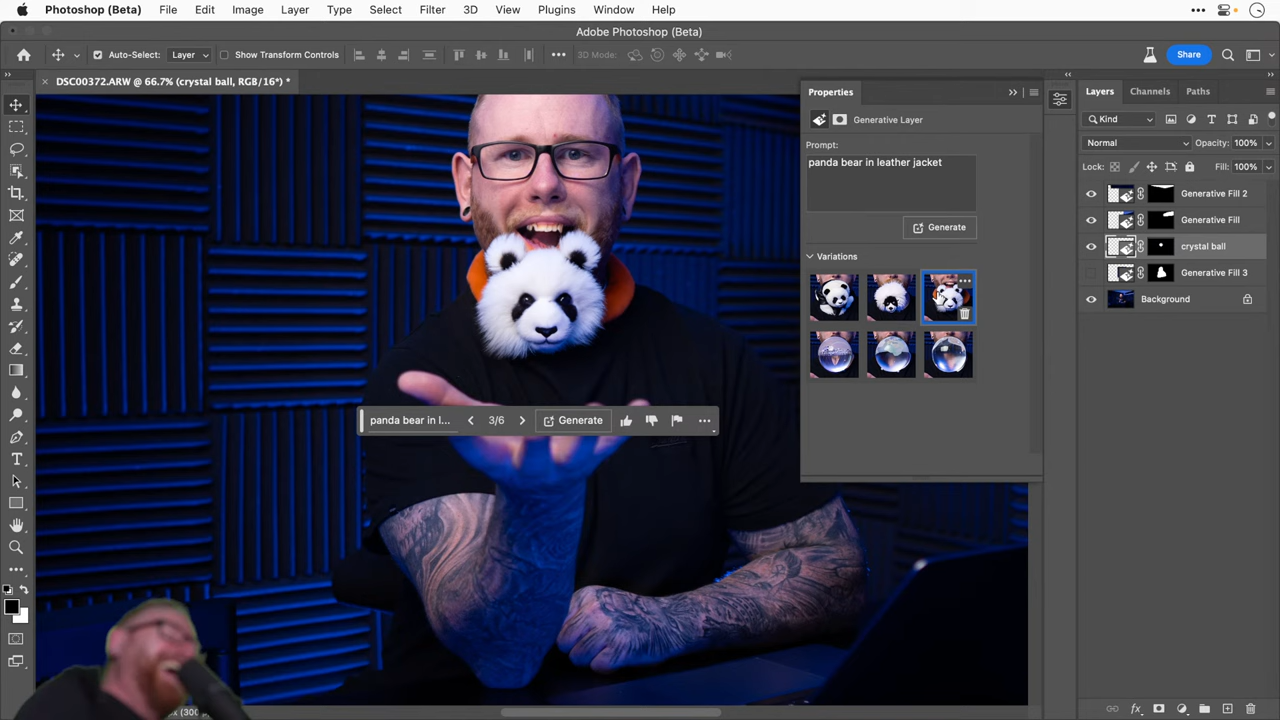 Photoshop (Beta) File Edit Image Layer Type Select Filter 3D View Plugins Window Help
Adobe Photoshop (Beta)
Auto-Select: Layer Show Transform Controls 3D Mode: Share
DSC00372.ARW @ 66.7% (crystal ball, RGB/16*) *
Properties
Generative Layer
Prompt:
panda bear in leather jacket
Generate
Variations
panda bear in l... 3/6 Generate
Layers Channels Paths
Kind
Normal Opacity: 100%
Lock: Fill: 100%
Generative Fill 2
Generative Fill
crystal ball
Generative Fill 3
Background